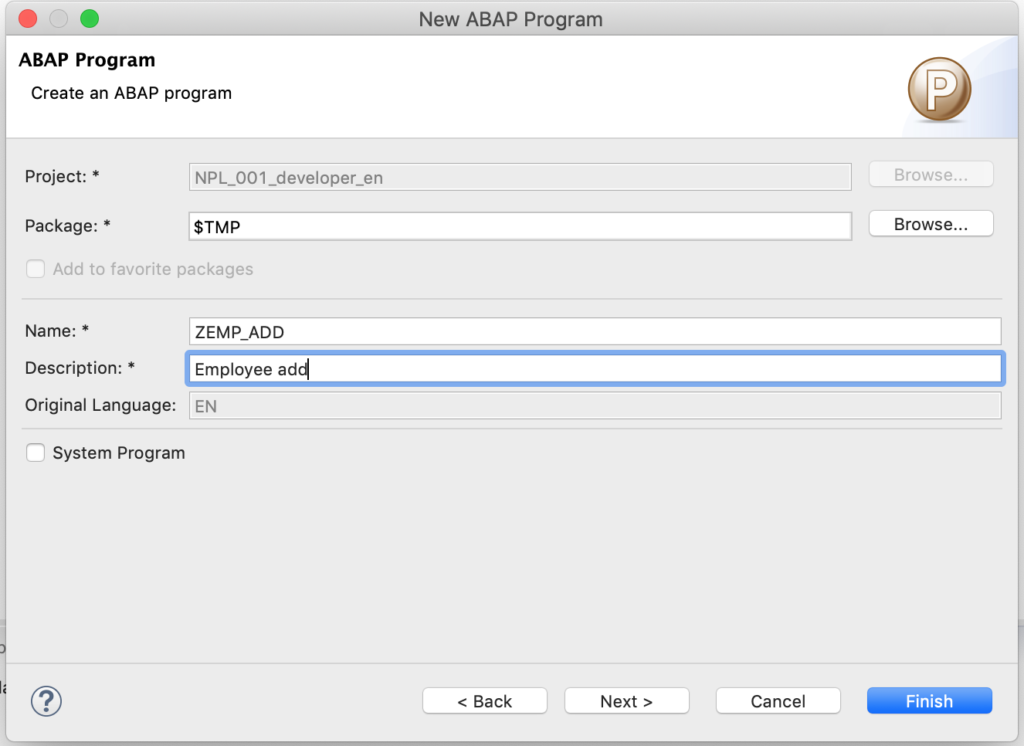 New ABAP Program
ABAP Program
Create an ABAP program
P
Project: * NPL_001_developer_en Browse...
Package: * $TMP Browse...
Add to favorite packages
Name: * ZEMP_ADD
Description: * Employee add
Original Language: EN
System Program
? < Back Next > Cancel Finish